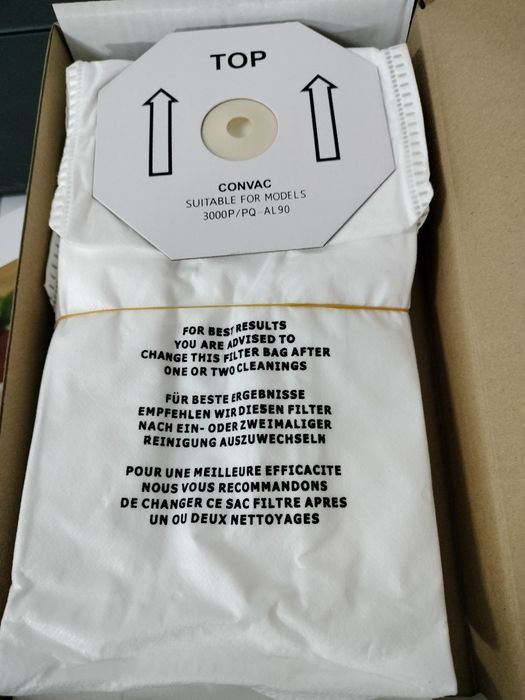 TOP
CONVAC
SUITABLE FOR MODELS
3000P/PQ-AL90
FOR BEST RESULTS
YOU ARE ADVISED TO
CHANGE THIS FILTER BAG AFTER
ONE OR TWO CLEANINGS
FÜR BESTE ERGEBNISSE
EMPFEHLEN WIR DIESEN FILTER
NACH EIN- ODER ZWEIMALIGER
REINIGUNG AUSZUWECHSELN
POUR UNE MEILLEURE EFFICACITE
NOUS VOUS RECOMMANDONS
DE CHANGER CE SAC FILTRE APRES
UN OU DEUX NETTOYAGES